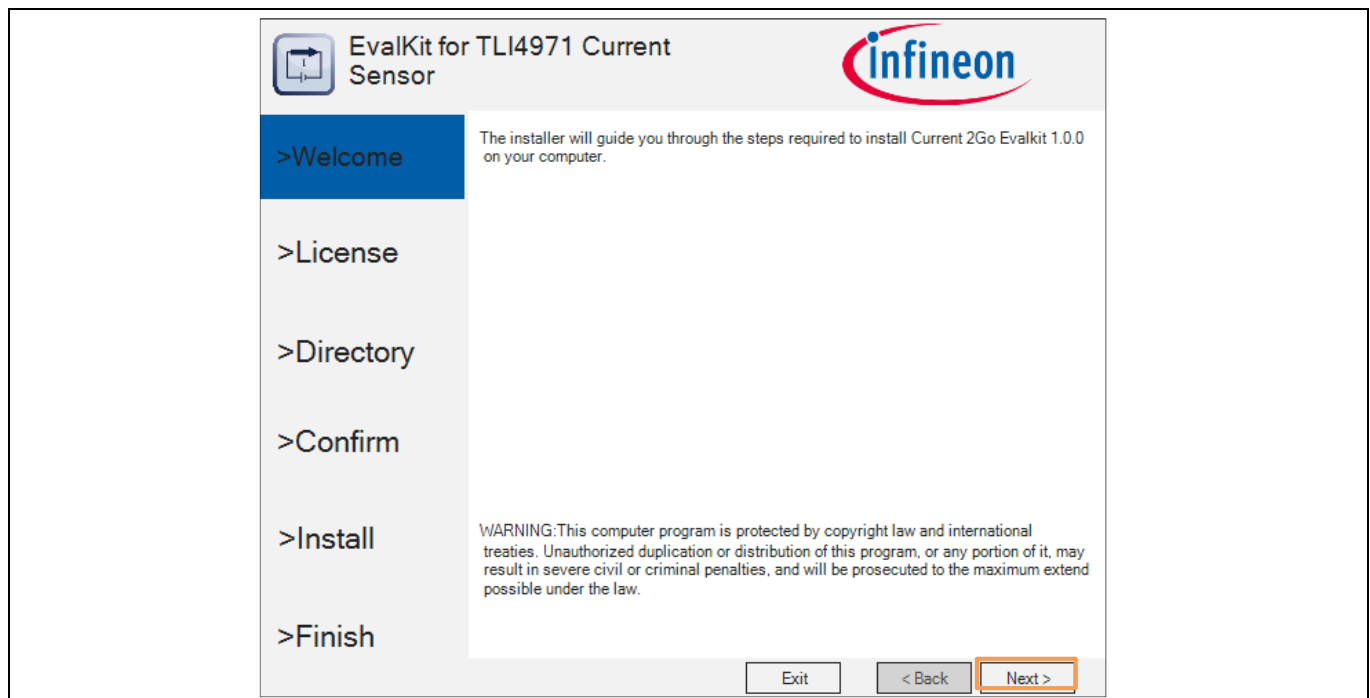 EvalKit for TLI4971 Current
Sensor
infineon
>Welcome
The installer will guide you through the steps required to install Current 2Go Evalkit 1.0.0
on your computer.
>License
>Directory
>Confirm
>Install
WARNING:This computer program is protected by copyright law and international
treaties. Unauthorized duplication or distribution of this program, or any portion of it, may
result in severe civil or criminal penalties, and will be prosecuted to the maximum extend
possible under the law.
>Finish
Exit
< Back
Next >